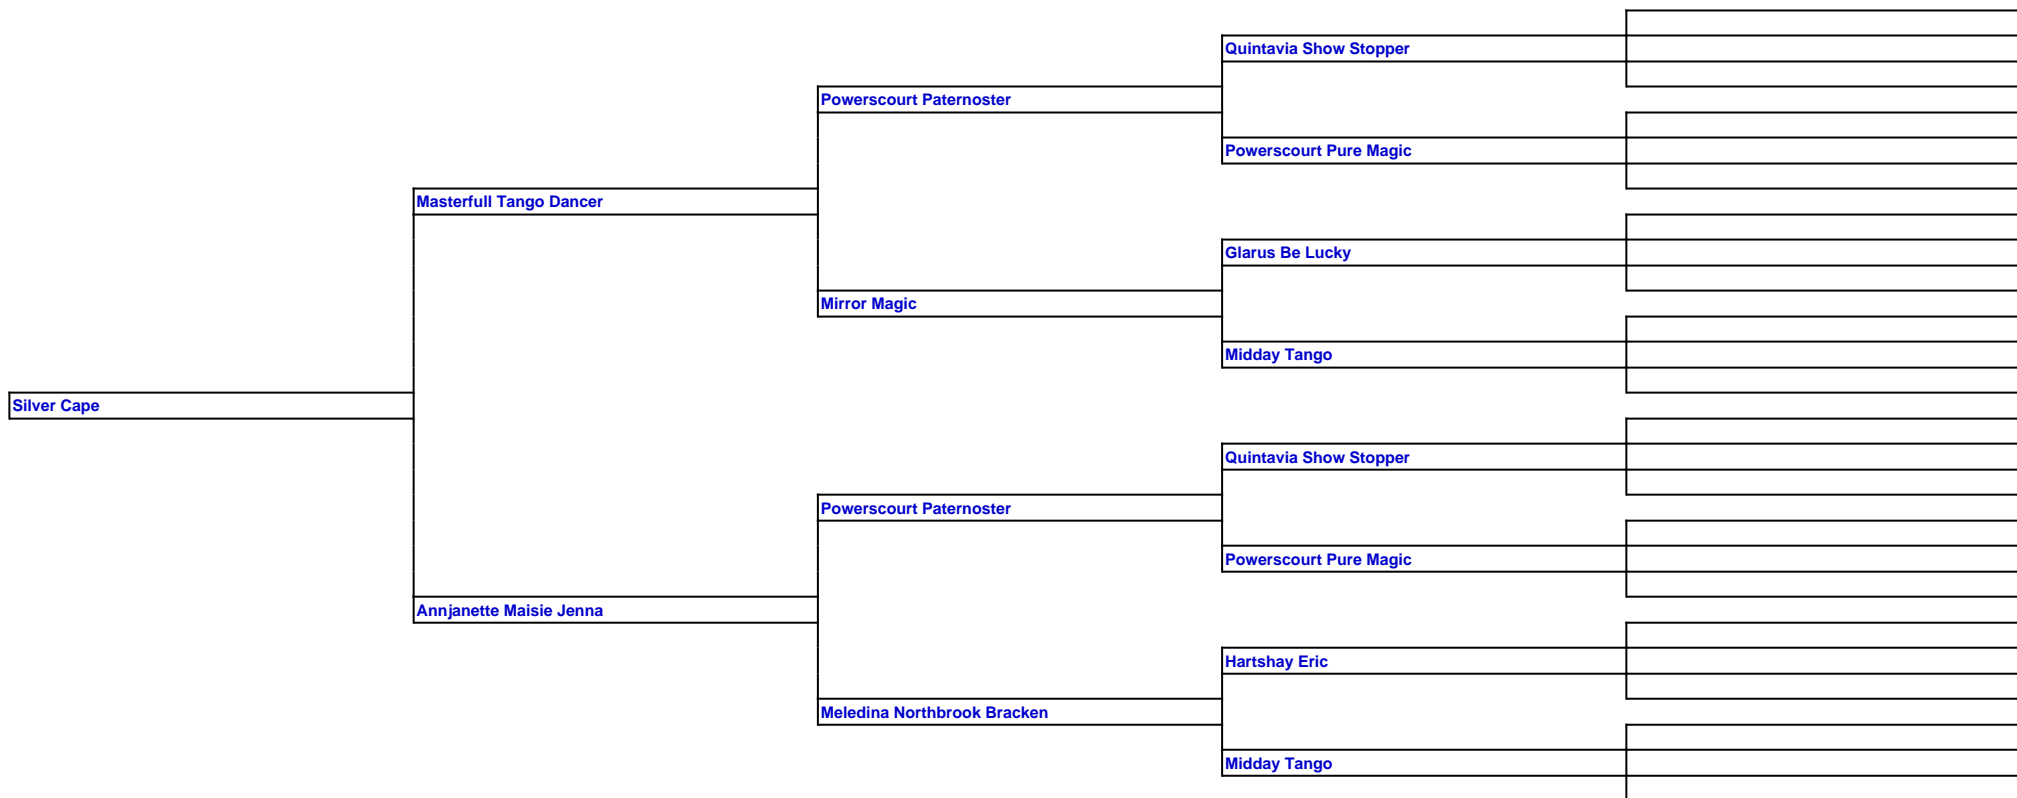 Quintavia Show Stopper
Powerscourt Paternoster
Powerscourt Pure Magic
Masterfull Tango Dancer
Glarus Be Lucky
Mirror Magic
Midday Tango
Silver Cape
Quintavia Show Stopper
Powerscourt Paternoster
Powerscourt Pure Magic
Annjanette Maisie Jenna
Hartshay Eric
Meledina Northbrook Bracken
Midday Tango